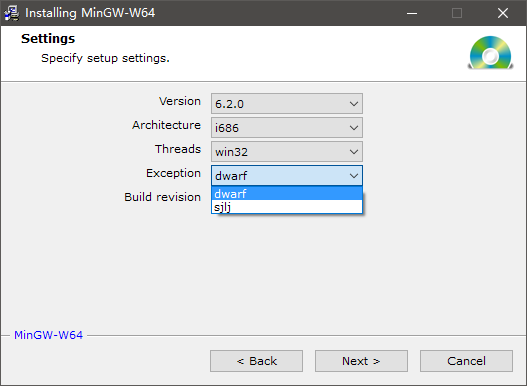 Installing MinGW-W64
Settings
Specify setup settings.
Version 6.2.0
Architecture i686
Threads win32
Exception dwarf
dwarf
Build revision
sjlj
MinGW-W64
< Back Next > Cancel